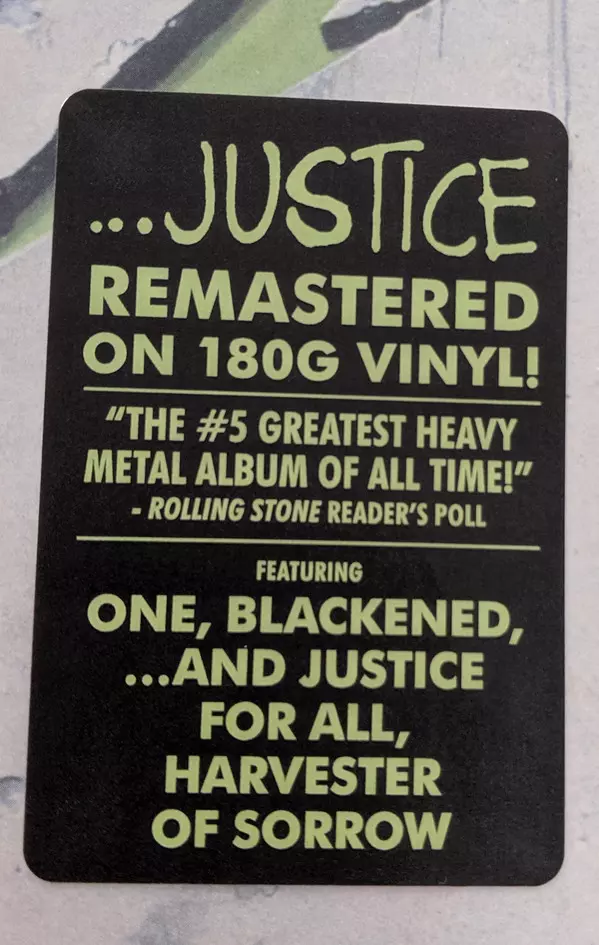 ...JUSTICE
REMASTERED
ON 180G VINYL!
"THE #5 GREATEST HEAVY
METAL ALBUM OF ALL TIME!"
- ROLLING STONE READER'S POLL
FEATURING
ONE, BLACKENED,
...AND JUSTICE
FOR ALL,
HARVESTER
OF SORROW